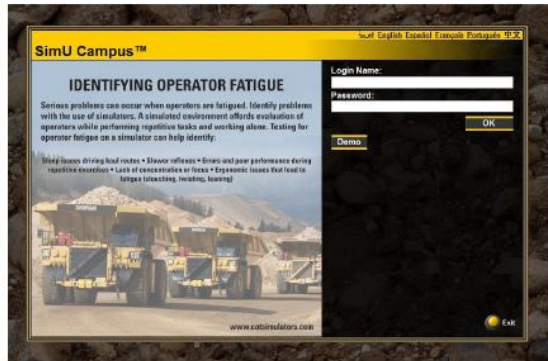 English Español Français Português 中文
SimU Campus™
IDENTIFYING OPERATOR FATIGUE
Serious problems can occur when operators are fatigued. Identify problems
with the use of simulators. A simulated environment affords evaluation of
operators while performing repetitive tasks and working alone. Testing for
operator fatigue on a simulator can help identify:
issues driving haul routes • Slower reflexes • Errors and poor performance during
repetitive exercises • Lack of concentration or focus • Ergonomic issues that lead to
fatigue (slouching, twisting, leaning)
www.catsimulators.com
Login Name:
Password:
OK
Demo
Exit